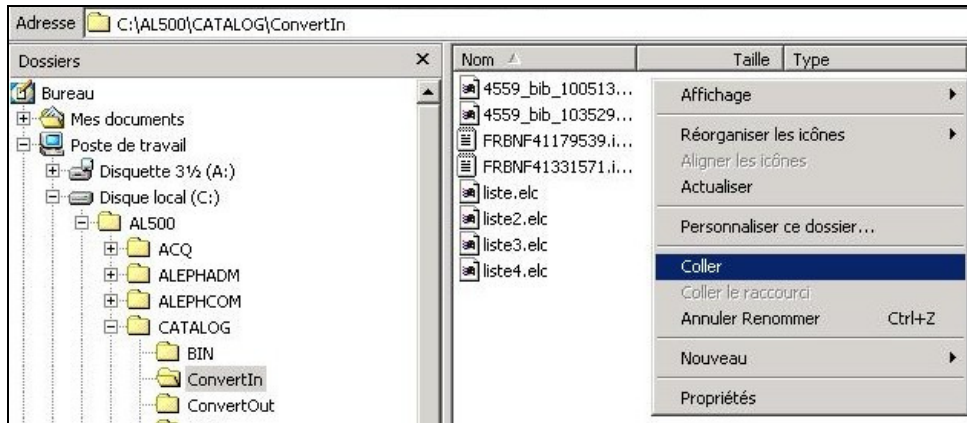 Adresse C:\AL500\CATALOG\ConvertIn
Dossiers
Bureau
Mes documents
Poste de travail
Disquette 3½ (A:)
Disque local (C:)
AL500
ACQ
ALEPHADM
ALEPHCOM
CATALOG
BIN
ConvertIn
ConvertOut
Nom Taille Type
4559_bib_100513...
4559_bib_103529...
FRBNF41179539.i...
FRBNF41331571.i...
liste.elc
liste2.elc
liste3.elc
liste4.elc
Affichage
Réorganiser les icônes
Aligner les icônes
Actualiser
Personnaliser ce dossier...
Coller
Coller le raccourci
Annuler Renommer Ctrl+Z
Nouveau
Propriétés